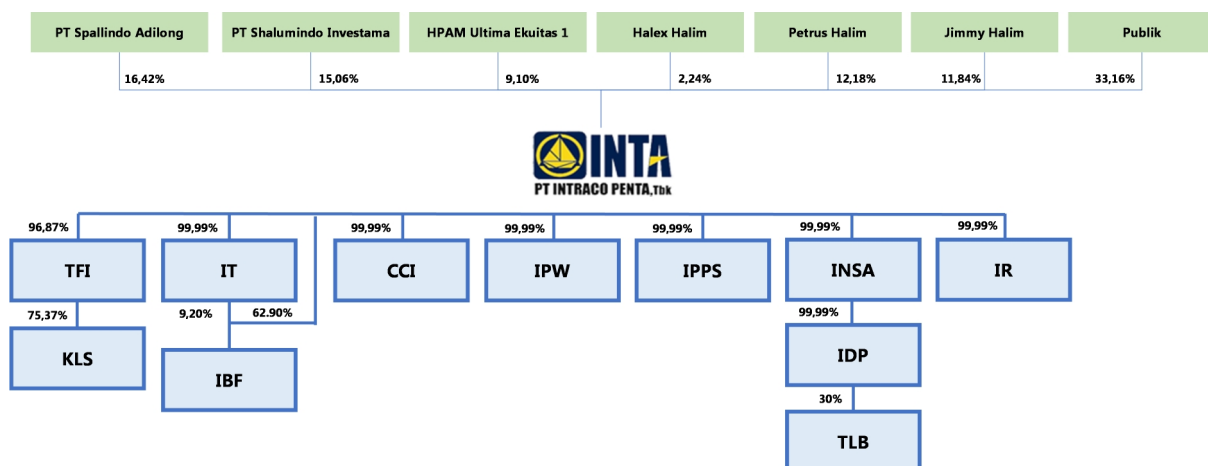 PT Spallindo Adilong
PT Shalumindo Investama
HPAM Ultima Ekuitas 1
Halex Halim
Petrus Halim
Jimmy Halim
Publik
16,42%
15,06%
9,10%
2,24%
12,18%
11,84%
33,16%
INTA
PT INTRACO PENTA,Tbk
96,87%
99,99%
99,99%
99,99%
99,99%
99,99%
99,99%
TFI
IT
CCI
IPW
IPPS
INSA
IR
75,37%
9,20%
62.90%
99,99%
KLS
IBF
IDP
30%
TLB